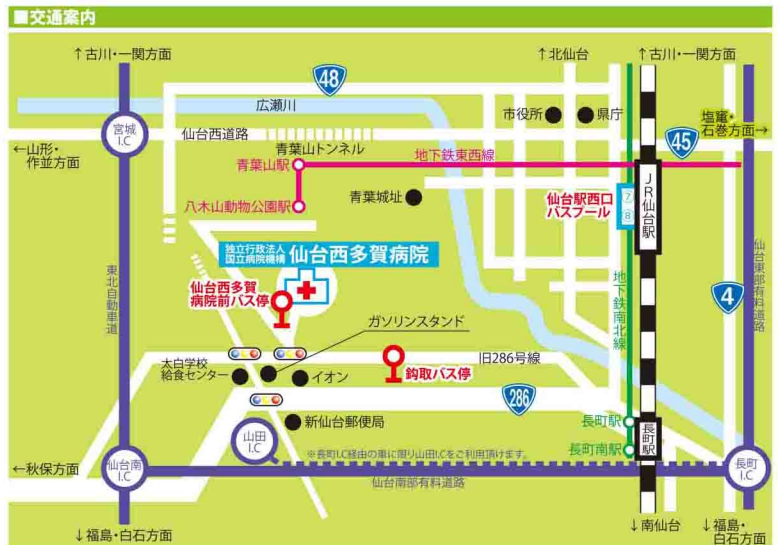 ■交通案内
↑古川・一関方面
↑北仙台
↑古川・一関方面
48
広瀬川
市役所
県庁
塩竈・
石巻方面→
宮城
I.C
仙台西道路
45
←山形・
作並方面
青葉山トンネル
地下鉄東西線
青葉山駅
JR仙台駅
青葉城址
仙台駅西口
バスプール
7
8
八木山動物公園駅
独立行政法人
国立病院機構
仙台西多賀病院
東北自動車道
仙台東部有料道路
地下鉄南北線
4
仙台西多賀
病院前バス停
ガソリンスタンド
太白学校
給食センター
イオン
鈎取バス停
旧286号線
286
新仙台郵便局
長町駅
長町駅
山田
I.C
長町南駅
※長町I.C経由の車に限り山田I.Cをご利用頂けます。
←秋保方面
仙台南
I.C
仙台南部有料道路
長町
I.C
↓福島・白石方面
↓南仙台
↓福島・
白石方面